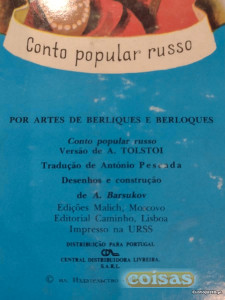 Conto popular russo
POR ARTES DE BERLIQUES E BERLOQUES
Conto popular russo
Versão de A. TOLSTOI
Tradução de António Pescada
Desenhos e construção
de A. Barsukov
Edições Malich, Moscovo
Editorial Caminho, Lisboa
Impresso na URSS
DISTRIBUIÇÃO PARA PORTUGAL
CDL
CENTRAL DISTRIBUIDORA LIVREIRA,
S.A.R.L.
coisas